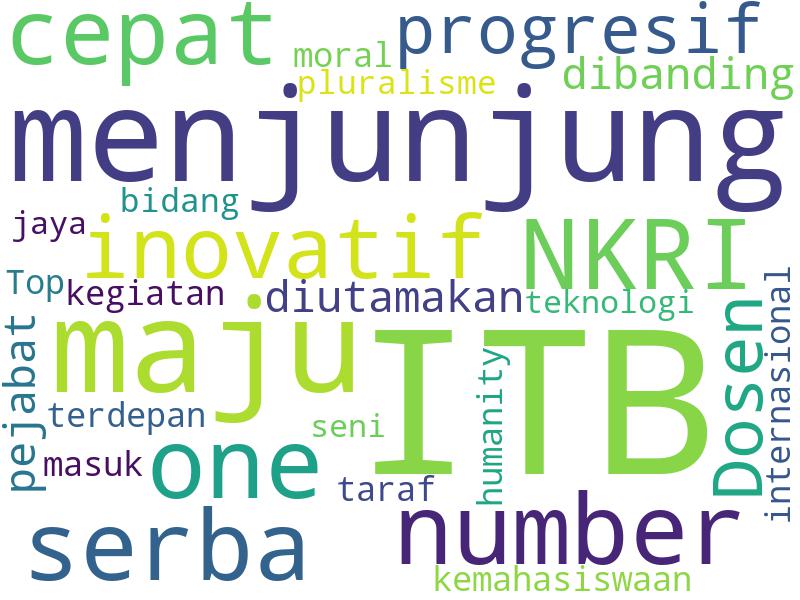 cepat
progresif
moral
pluralisme
dibanding
menjunjung
bidang
jaya
inovatif
NKRI
Top
kegiatan
diutamakan
teknologi
internasional
maju
ITB
Dosen
pejabat
terdepan
humanity
seni
one
masuk
taraf
serba
number
kemahasiswaan